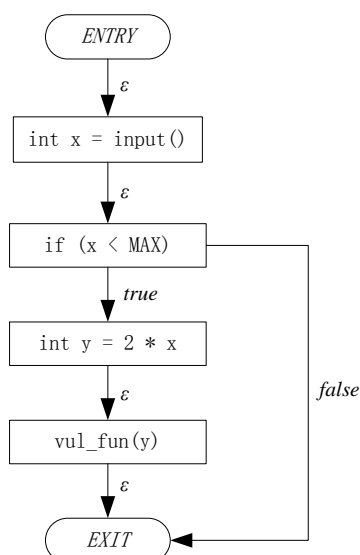 ENTRY
ε
int x = input()
ε
if (x < MAX)
true
int y = 2 * x
false
ε
vul_fun(y)
ε
EXIT